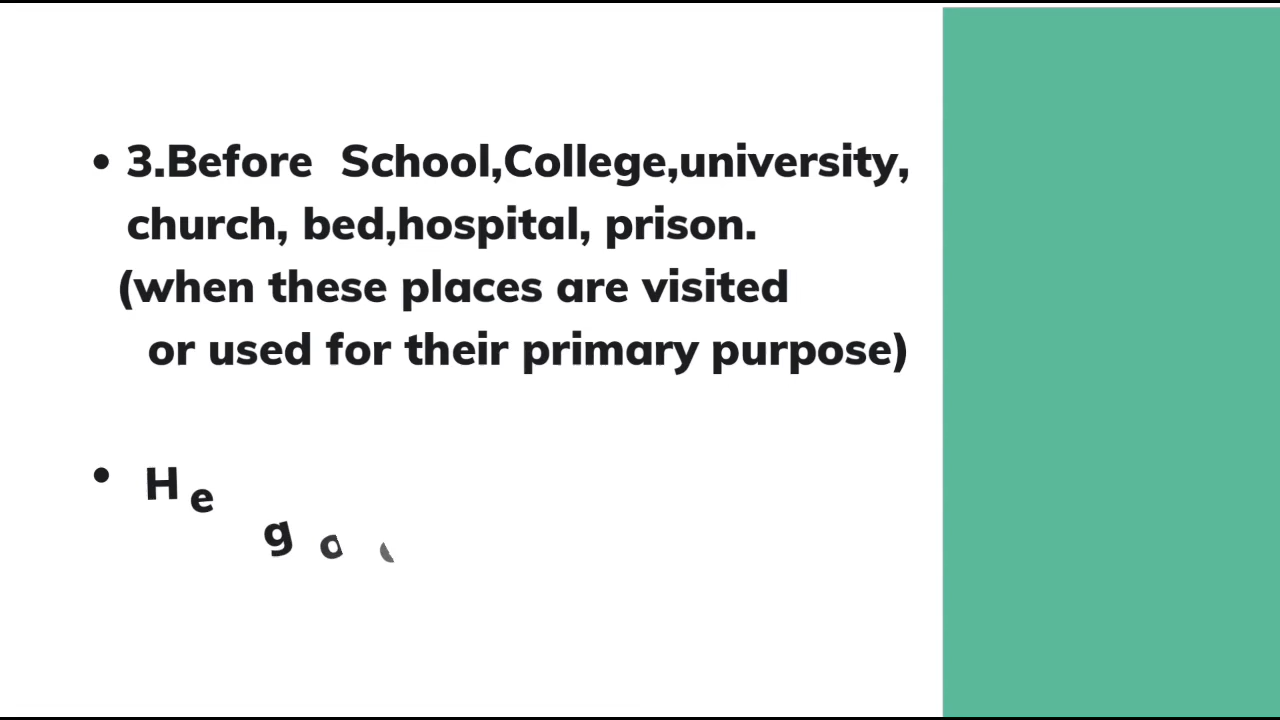 • 3.Before School,College,university,
church, bed,hospital, prison.
(when these places are visited
or used for their primary purpose)
• He